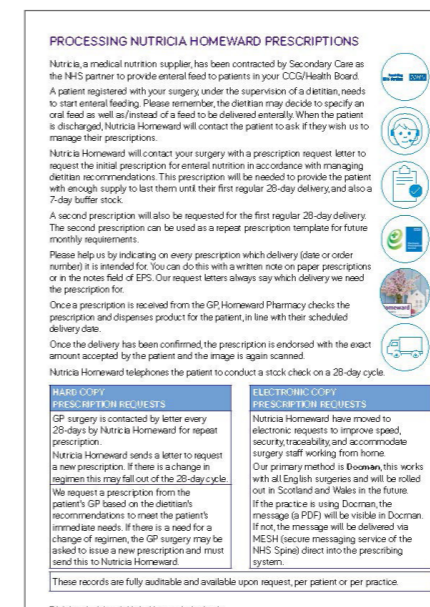 PROCESSING NUTRICIA HOMEWARD PRESCRIPTIONS
Nutricia, a medical nutrition supplier, has been contracted by Secondary Care as
the NHS partner to provide enteral feed to patients in your CCG/Health Board.
A patient registered with your surgery, under the supervision of a dietitian, needs
to start enteral feeding. Please remember, the dietitian may decide to specify an
oral feed as well as/instead of a feed to be delivered enterally. When the patient
is discharged, Nutricia Homeward will contact the patient to ask if they wish us to
manage their prescriptions.
Nutricia Homeward will contact your surgery with a prescription request letter to
request the initial prescription for enteral nutrition in accordance with managing
dietitian recommendations. This prescription will be needed to provide the patient
with enough supply to last them until their first regular 28-day delivery, and also a
7-day buffer stock.
A second prescription will also be requested for the first regular 28-day delivery.
The second prescription can be used as a repeat prescription template for future
monthly requirements.
Please help us by indicating on every prescription which delivery (date or order
number) it is intended for. You can do this with a written note on paper prescriptions
or in the notes field of EPS. Our request letters always say which delivery we need
the prescription for.
Once a prescription is received from the GP, Homeward Pharmacy checks the
prescription and dispenses product for the patient, in line with their scheduled
delivery date.
Once the delivery has been confirmed, the prescription is endorsed with the exact
amount accepted by the patient and the image is again scanned.
Nutricia Homeward telephones the patient to conduct a stock check on a 28-day cycle.
HARD COPY
PRESCRIPTION REQUESTS
GP surgery is contacted by letter every
28-days by Nutricia Homeward for repeat
prescription.
Nutricia Homeward sends a letter to request
a new prescription. If there is a change in
regimen this may fall out of the 28-day cycle.
We request a prescription from the
patient's GP based on the dietitian's
recommendations to meet the patient's
immediate needs. If there is a need for a
change of regimen, the GP surgery may be
asked to issue a new prescription and must
send this to Nutricia Homeward.
ELECTRONIC COPY
PRESCRIPTION REQUESTS
Nutricia Homeward have moved to
electronic requests to improve speed,
security, traceability, and accommodate
surgery staff working from home.
Our primary method is Docman, this works
with all English surgeries and will be rolled
out in Scotland and Wales in the future.
If the practice is using Docman, the
message (a PDF) will be visible in Docman.
If not, the message will be delivered via
MESH (secure messaging service of the
NHS Spine) direct into the prescribing
system.
These records are fully auditable and available upon request, per patient or per practice.